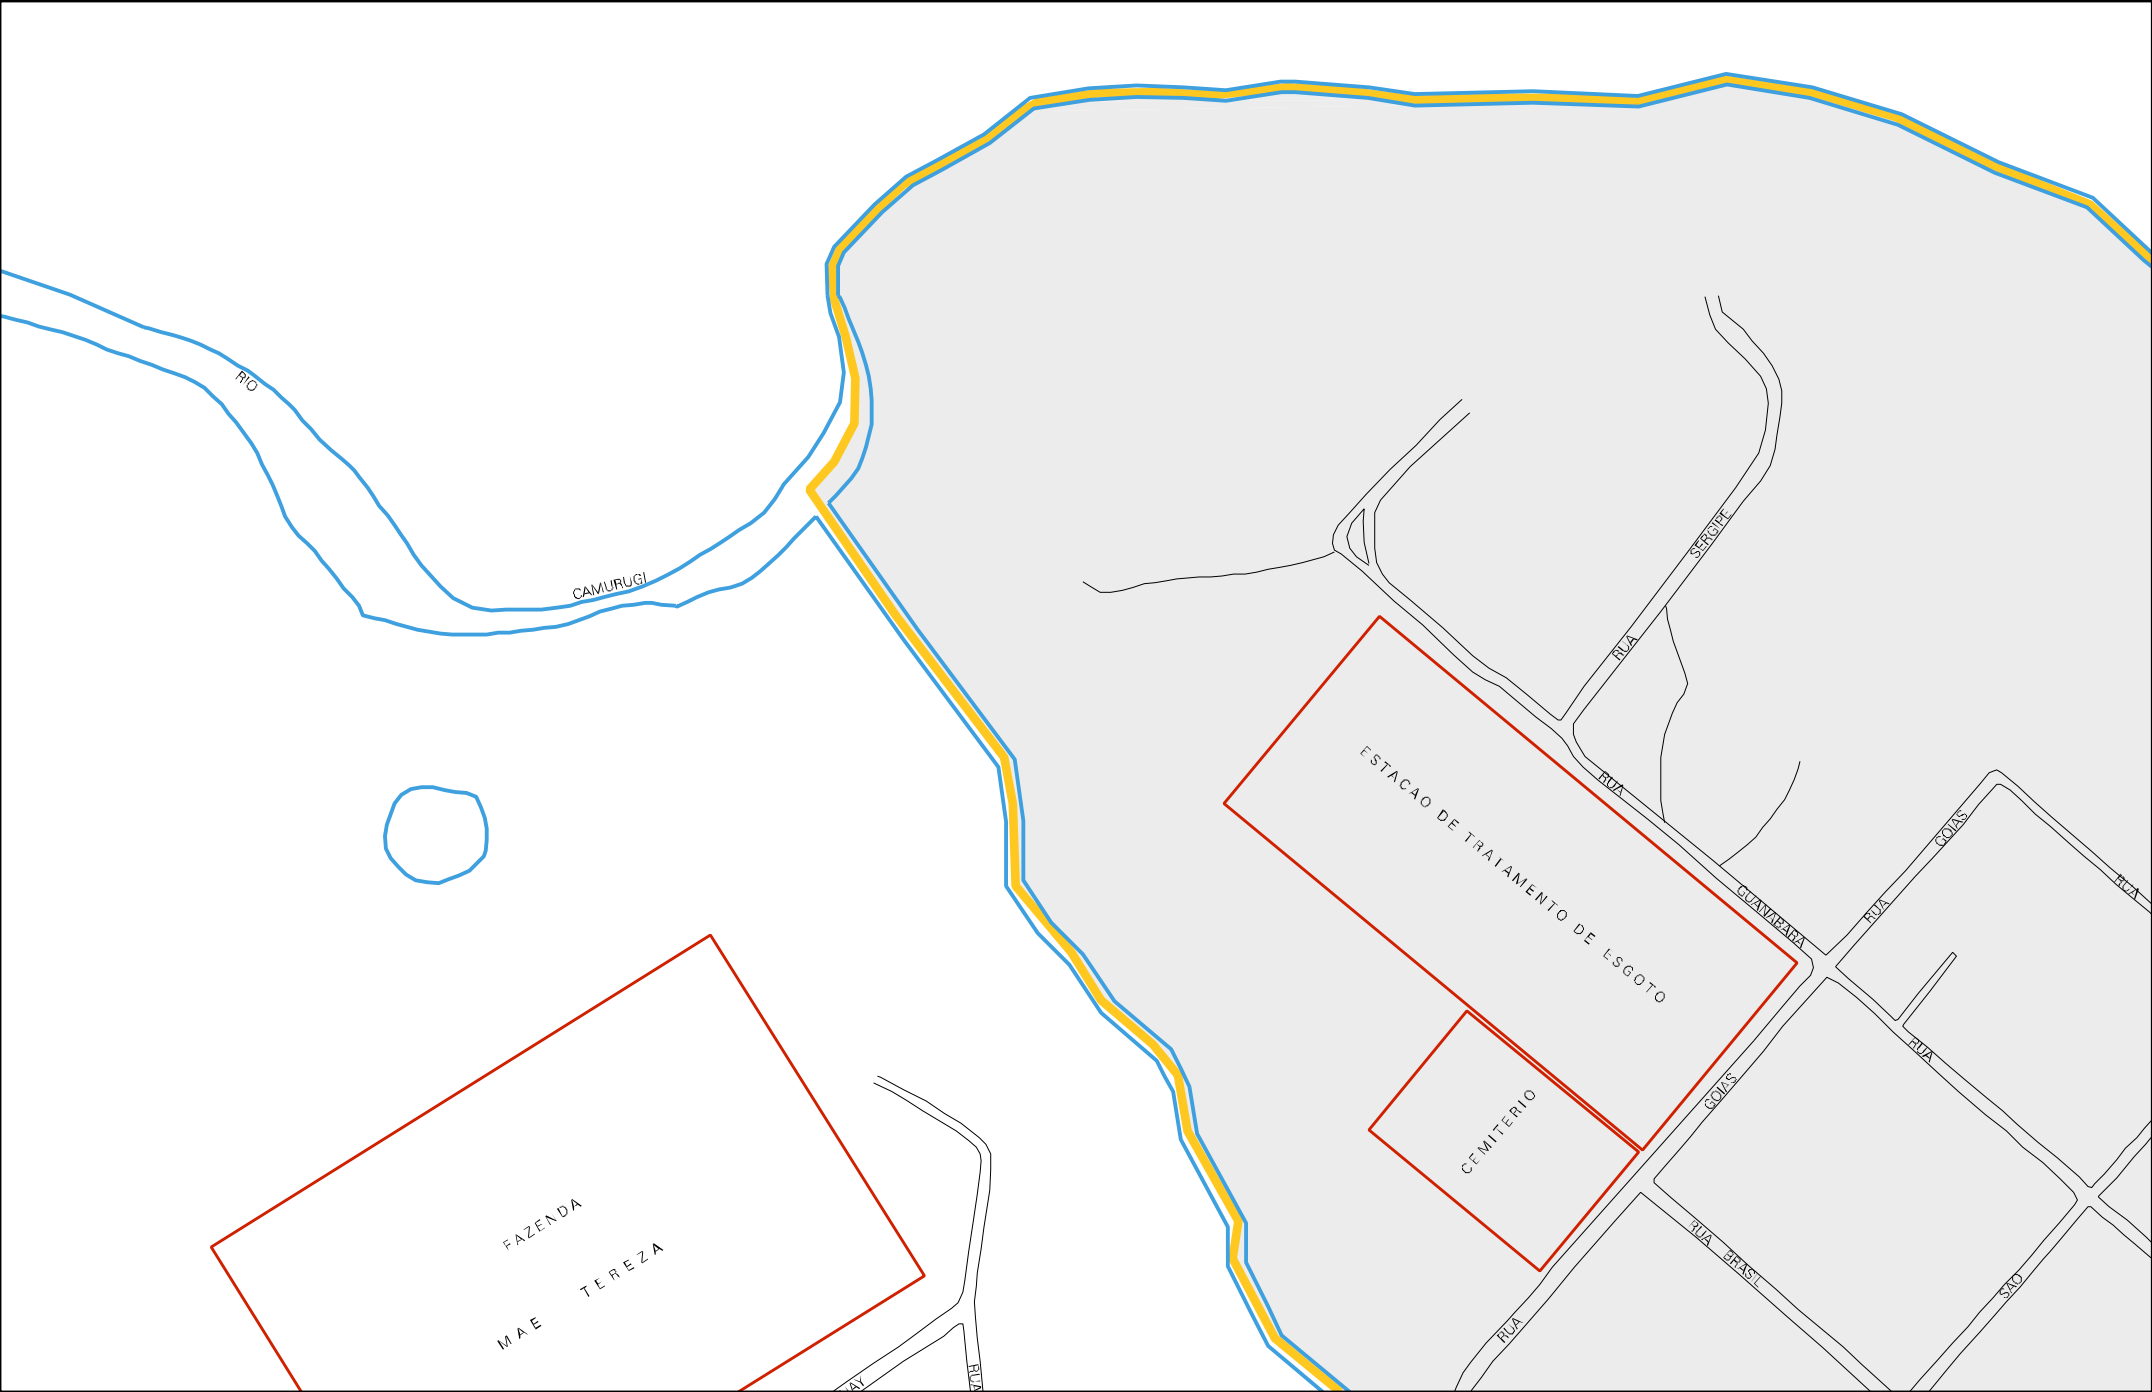 RIO
CAMURUGI
SERGIPE
RUA
RUA
GUANABARA
ESTACAO DE TRATAMENTO DE ESGOTO
GOIAS
RUA
RUA
RUA
GOIAS
CEMITERIO
FAZENDA
MAE TEREZA
RUA BRASIL
SAO
RUA
RUA